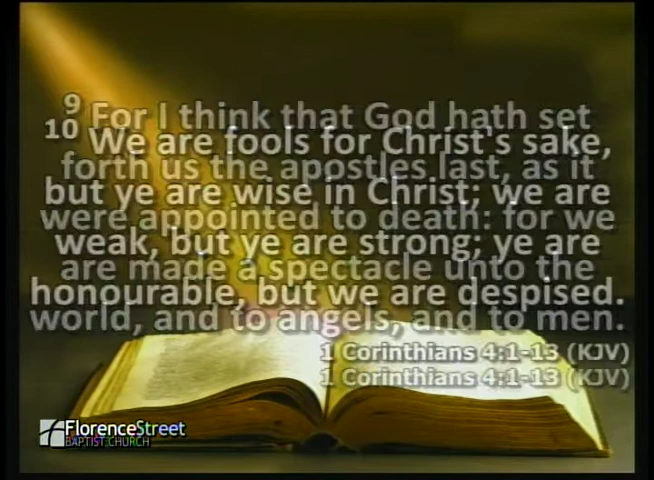 9 For I think that God hath set
10 We are fools for Christ's sake,
forth us the apostles last, as it
but ye are wise in Christ; we are
were appointed to death: for we
weak, but ye are strong; ye are
are made a spectacle unto the
honourable, but we are despised.
world, and to angels, and to men.
1 Corinthians 4:1-13 (KJV)
1 Corinthians 4:1-13 (KJV)
FlorenceStreet
BAPTIST CHURCH